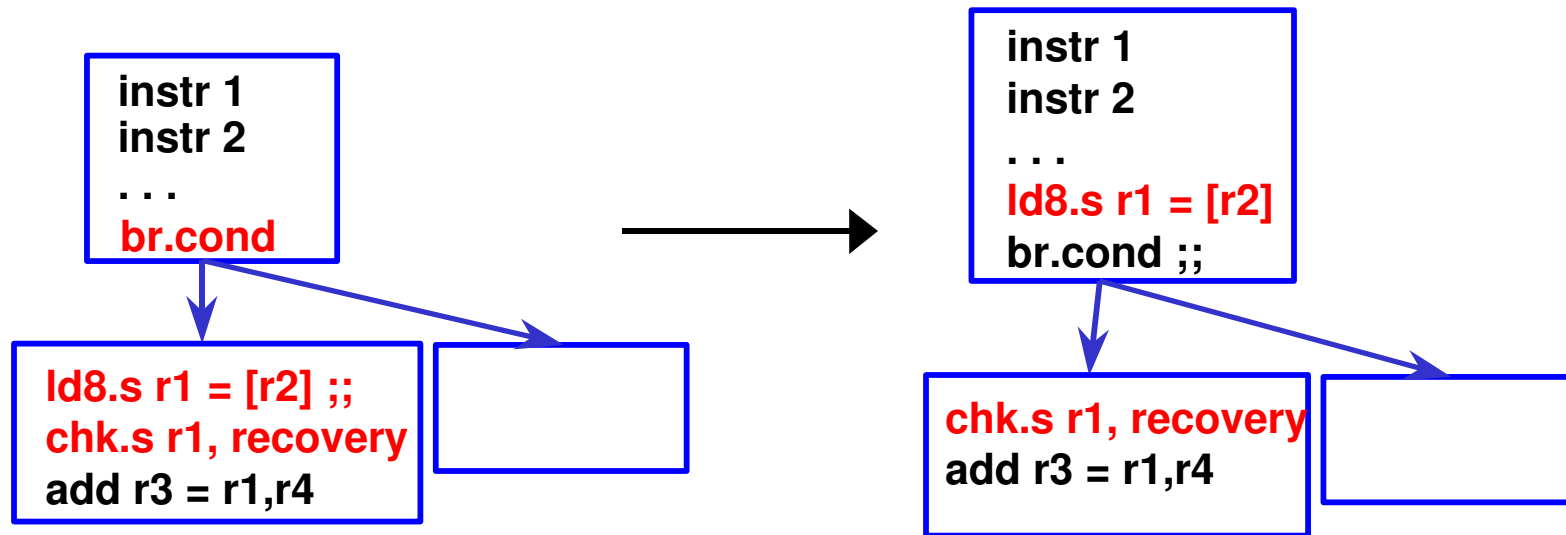 instr 1
instr 2
. . .
br.cond
ld8.s r1 = [r2] ;;
chk.s r1, recovery
add r3 = r1,r4
instr 1
instr 2
. . .
ld8.s r1 = [r2]
br.cond ;;
chk.s r1, recovery
add r3 = r1,r4